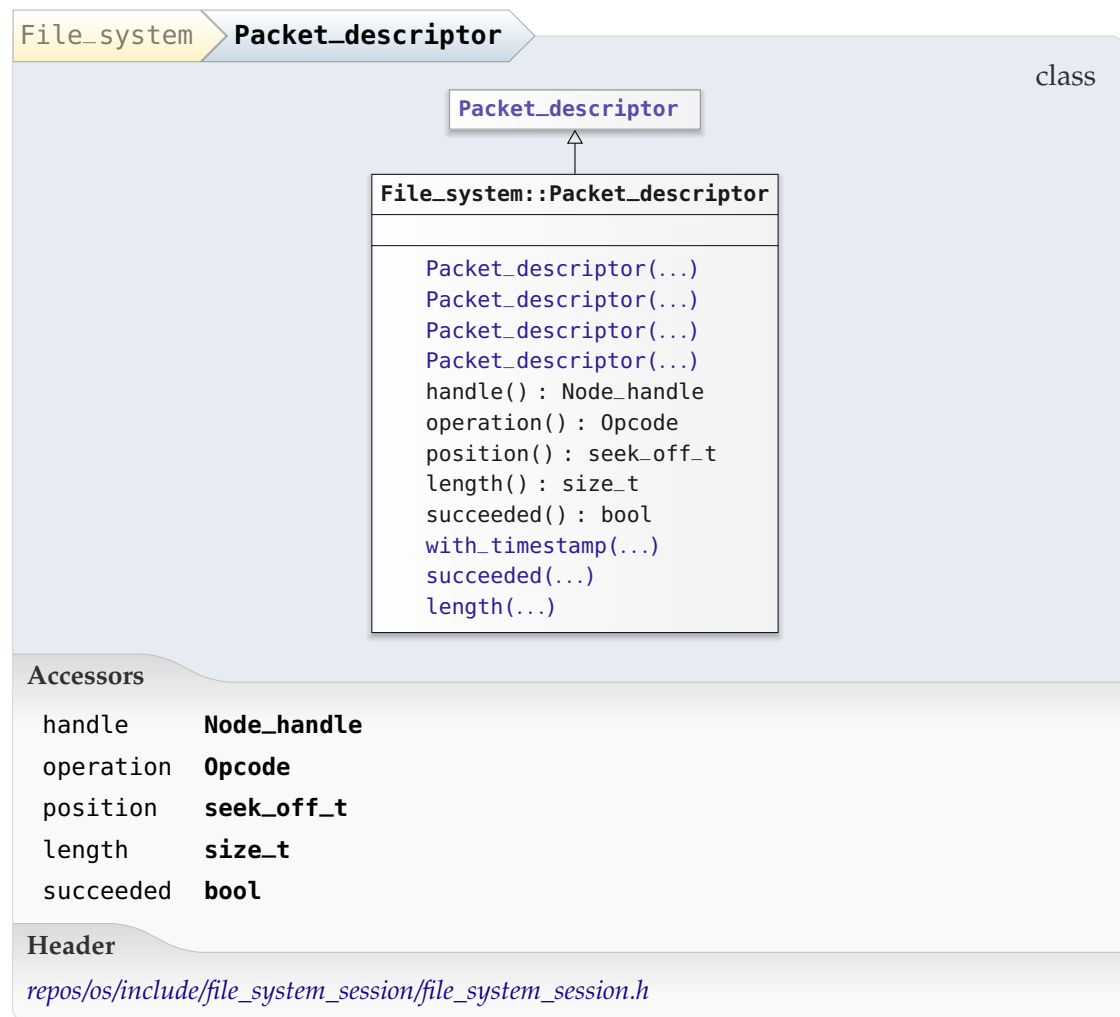 File_system Packet_descriptor
class
Packet_descriptor
File_system::Packet_descriptor
Packet_descriptor(...)
Packet_descriptor(...)
Packet_descriptor(...)
Packet_descriptor(...)
handle() : Node_handle
operation() : Opcode
position() : seek_off_t
length() : size_t
succeeded() : bool
with_timestamp(...)
succeeded(...)
length(...)
Accessors
handle Node_handle
operation Opcode
position seek_off_t
length size_t
succeeded bool
Header
repos/os/include/file_system_session/file_system_session.h